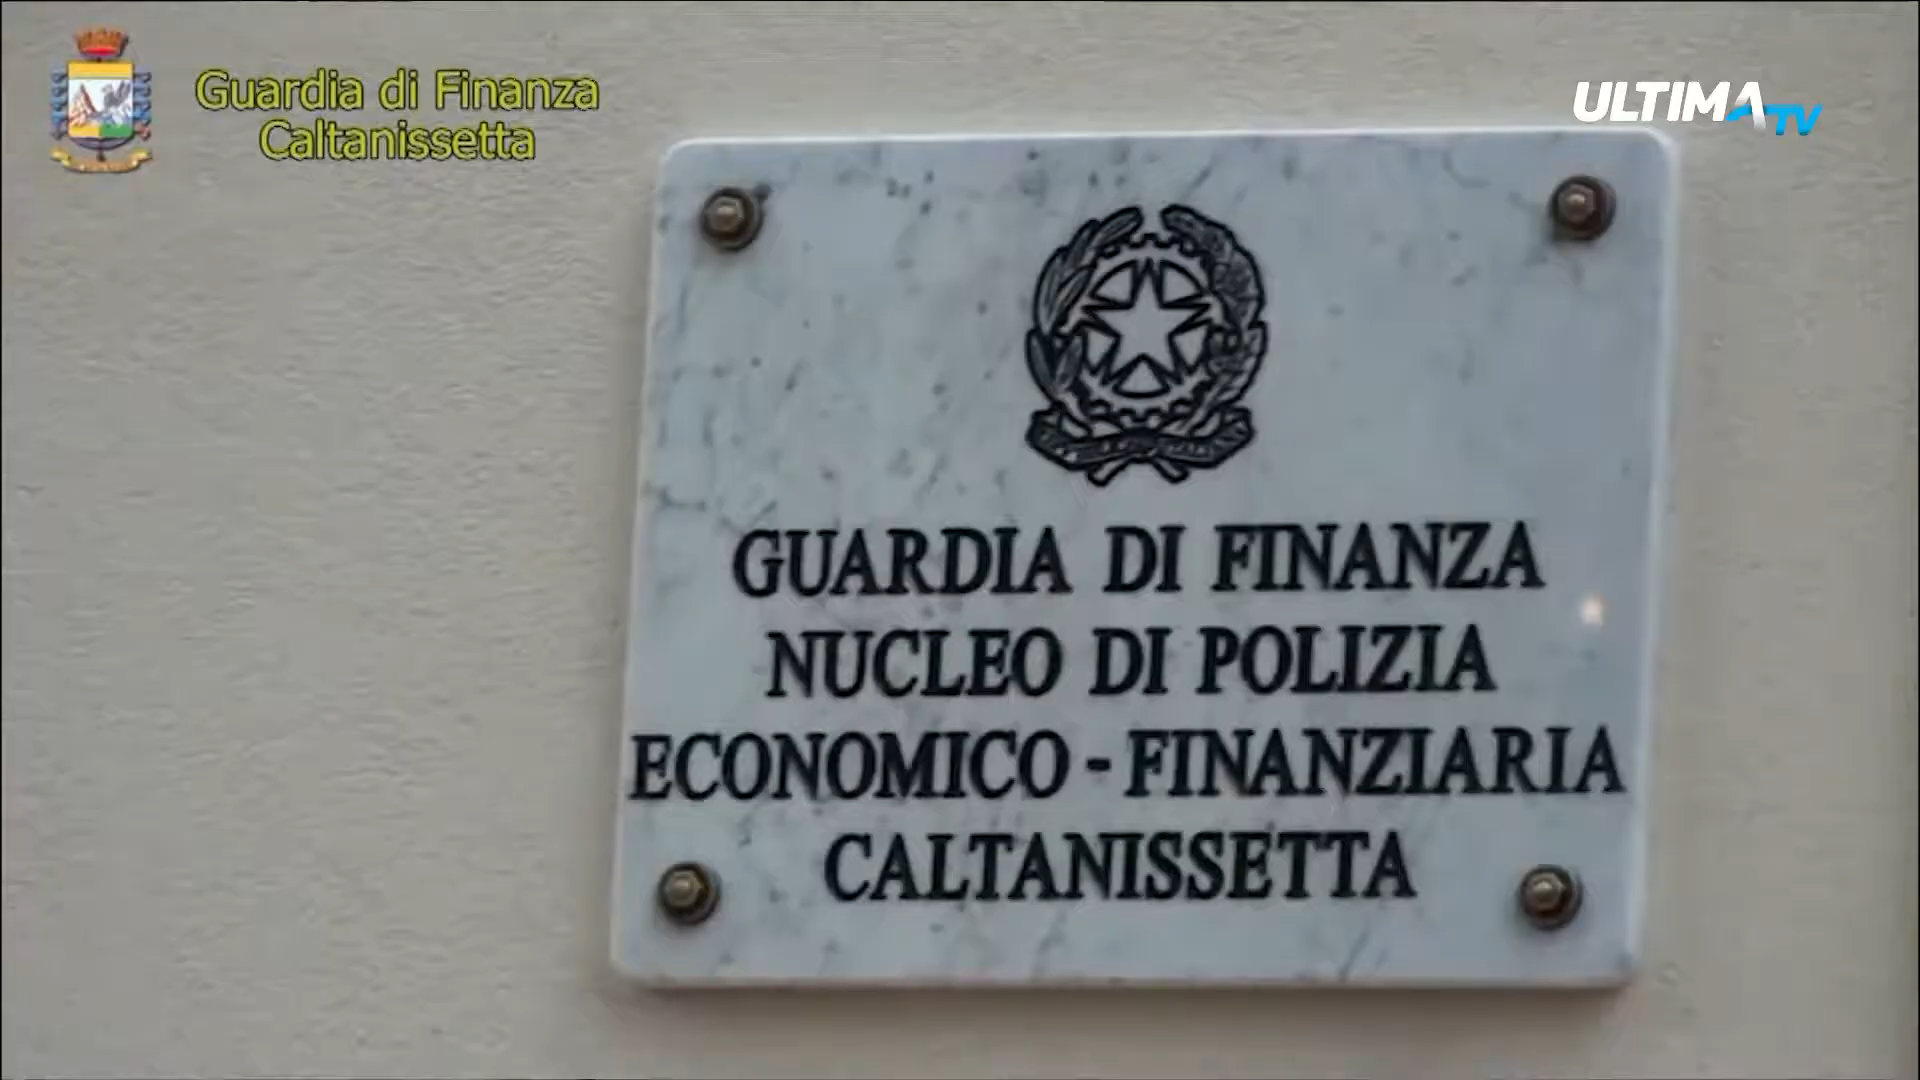 Guardia di Finanza
Caltanissetta
ULTIMA TV
GUARDIA DI FINANZA
NUCLEO DI POLIZIA
ECONOMICO - FINANZIARIA
CALTANISSETTA